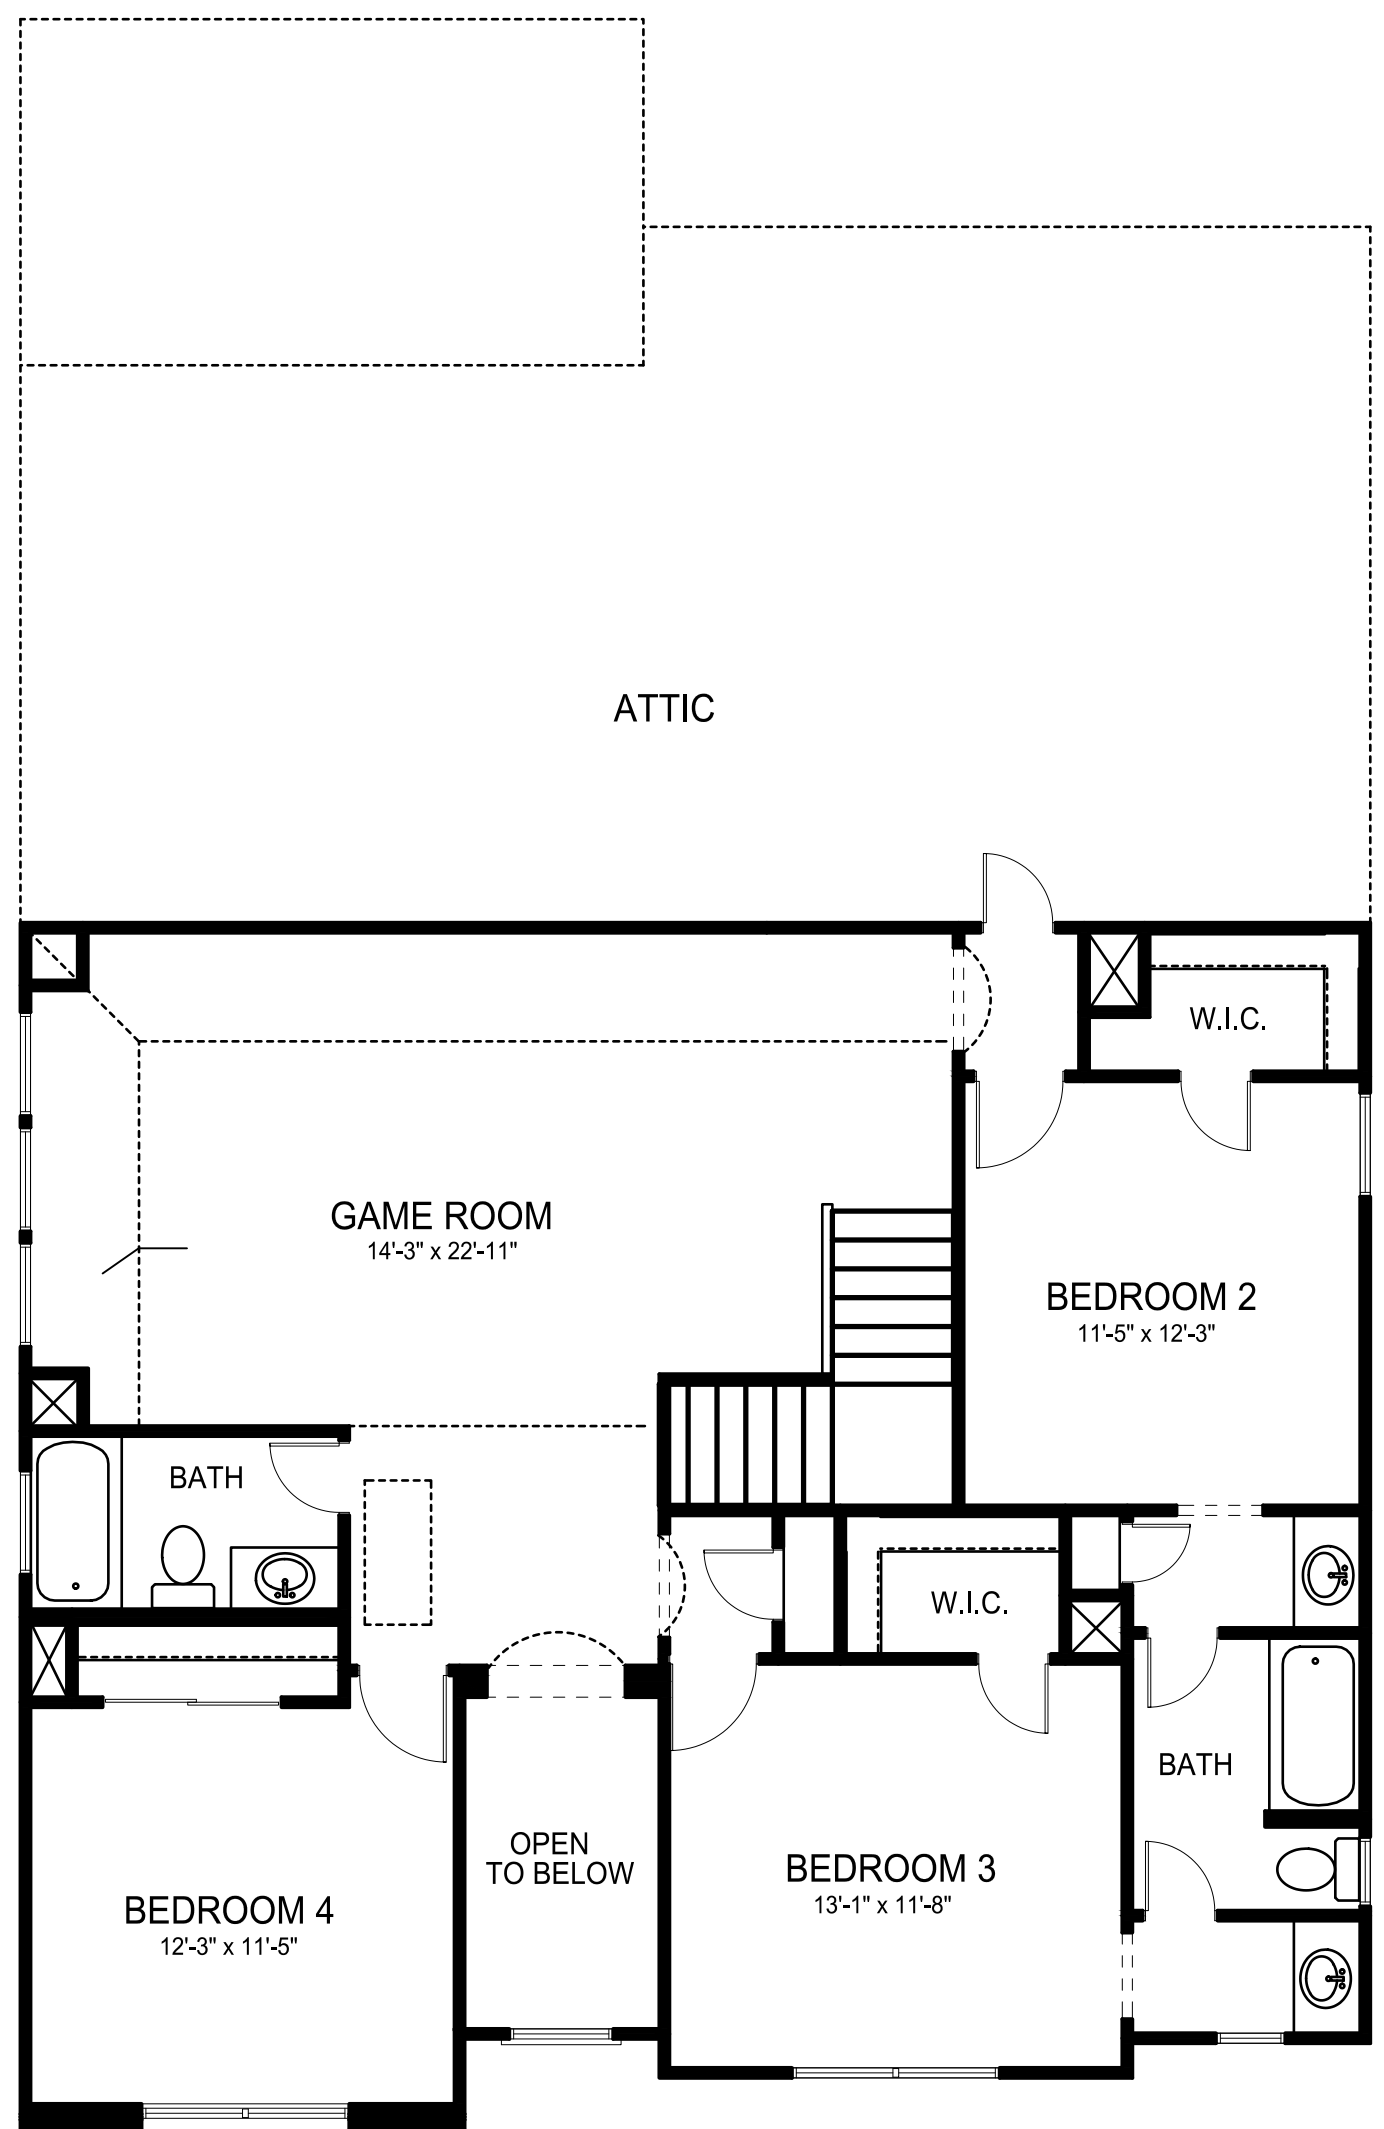 ATTIC
W.I.C.
GAME ROOM
14'-3" x 22'-11"
BEDROOM 2
11'-5" x 12'-3"
BATH
W.I.C.
BATH
OPEN
TO BELOW
BEDROOM 3
13'-1" x 11'-8"
BEDROOM 4
12'-3" x 11'-5"